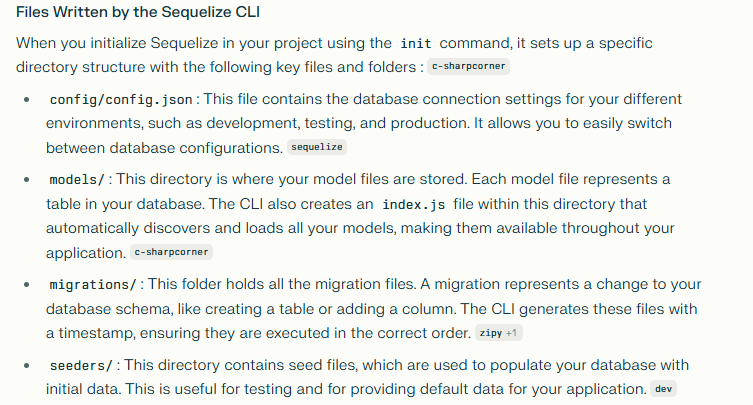 Files Written by the Sequelize CLI
When you initialize Sequelize in your project using the init command, it sets up a specific
directory structure with the following key files and folders : c-sharpcorner
• config/config.json : This file contains the database connection settings for your different
environments, such as development, testing, and production. It allows you to easily switch
between database configurations. sequelize
• models/ : This directory is where your model files are stored. Each model file represents a
table in your database. The CLI also creates an index.js file within this directory that
automatically discovers and loads all your models, making them available throughout your
application. c-sharpcorner
• migrations/ : This folder holds all the migration files. A migration represents a change to your
database schema, like creating a table or adding a column. The CLI generates these files with
a timestamp, ensuring they are executed in the correct order. zipy +1
• seeders/ : This directory contains seed files, which are used to populate your database with
initial data. This is useful for testing and for providing default data for your application. dev